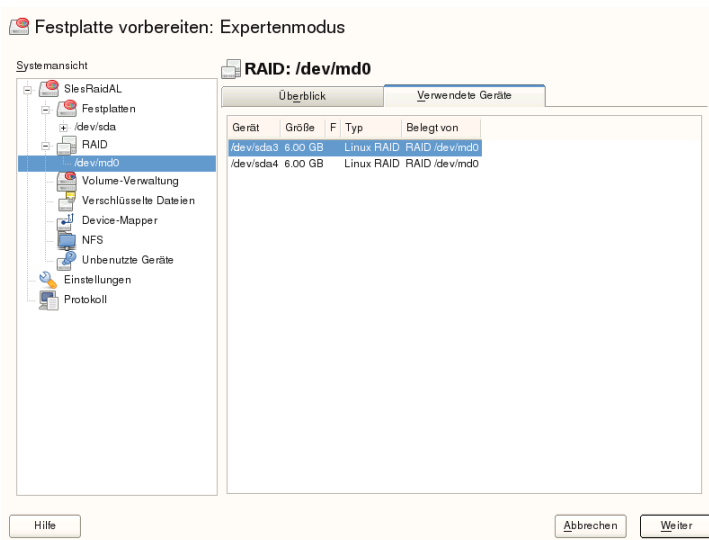 Festplatte vorbereiten: Expertenmodus
Systemansicht
SlesRaidAL
Festplatten
/dev/sda
RAID
/dev/md0
Volume-Verwaltung
Verschlüsselte Dateien
Device-Mapper
NFS
Unbenutzte Geräte
Einstellungen
Protokoll
RAID: /dev/md0
Überblick Verwendete Geräte
Gerät Größe F Typ Belegt von
/dev/sda3 6.00 GB Linux RAID RAID /dev/md0
/dev/sda4 6.00 GB Linux RAID RAID /dev/md0
Hilfe Abbrechen Weiter